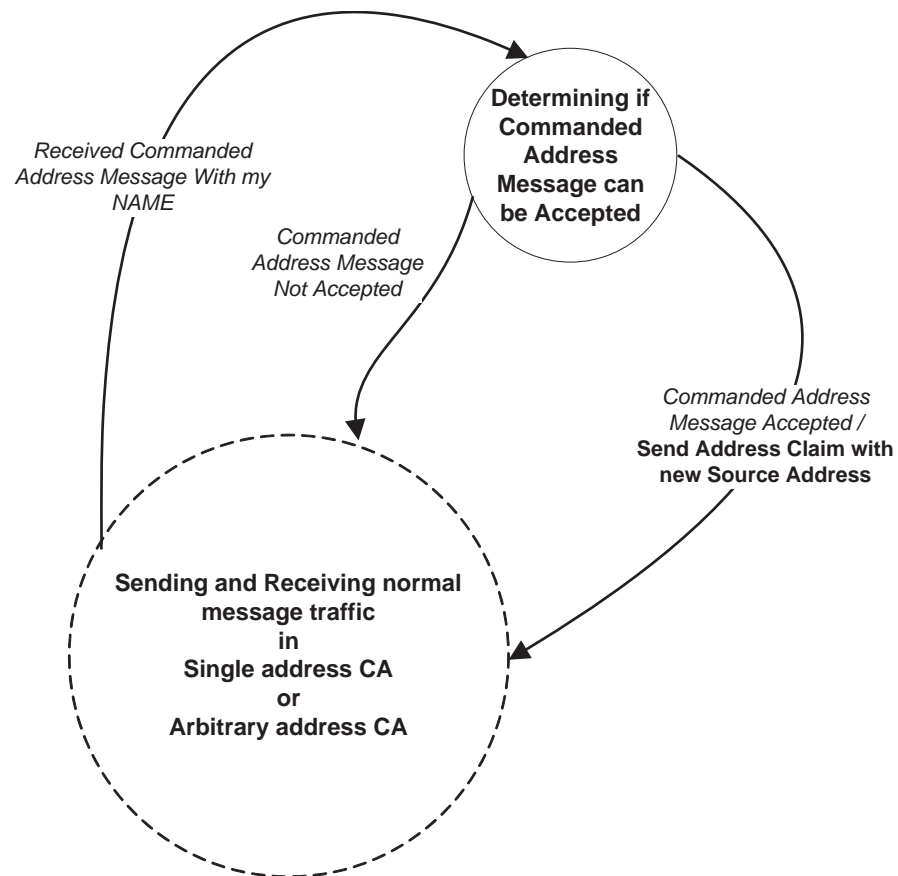 Determining if
Commanded
Address
Message can
be Accepted
Received Commanded
Address Message With my
NAME
Commanded
Address Message
Not Accepted
Commanded Address
Message Accepted /
Send Address Claim with
new Source Address
Sending and Receiving normal
message traffic
in
Single address CA
or
Arbitrary address CA